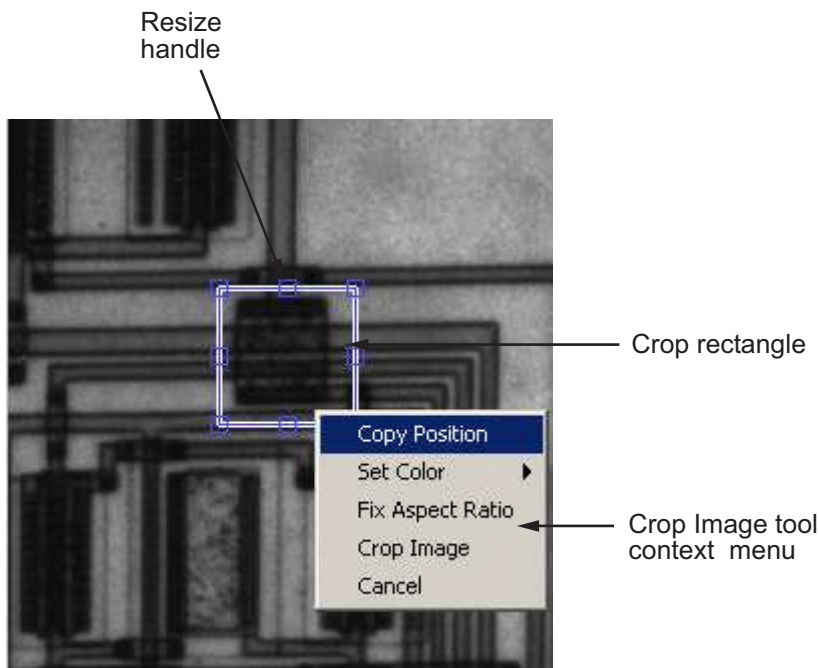 Resize
handle
Crop rectangle
Copy Position
Set Color
Fix Aspect Ratio
Crop Image
Cancel
Crop Image tool
context menu